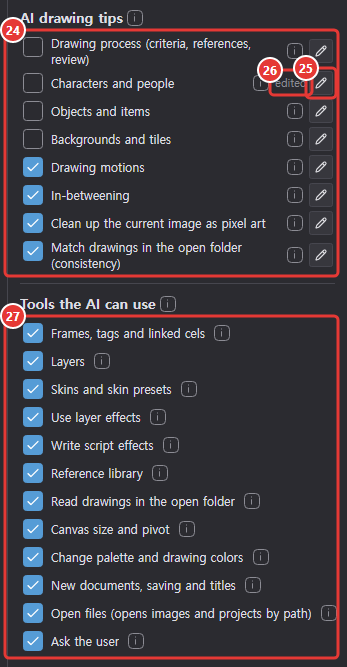 AI drawing tips
24
Drawing process (criteria, references,
review)
26
25
Characters and people
edited
Objects and items
Backgrounds and tiles
Drawing motions
In-betweening
Clean up the current image as pixel art
Match drawings in the open folder
(consistency)
Tools the AI can use
27
Frames, tags and linked cels
Layers
Skins and skin presets
Use layer effects
Write script effects
Reference library
Read drawings in the open folder
Canvas size and pivot
Change palette and drawing colors
New documents, saving and titles
Open files (opens images and projects by path)
Ask the user